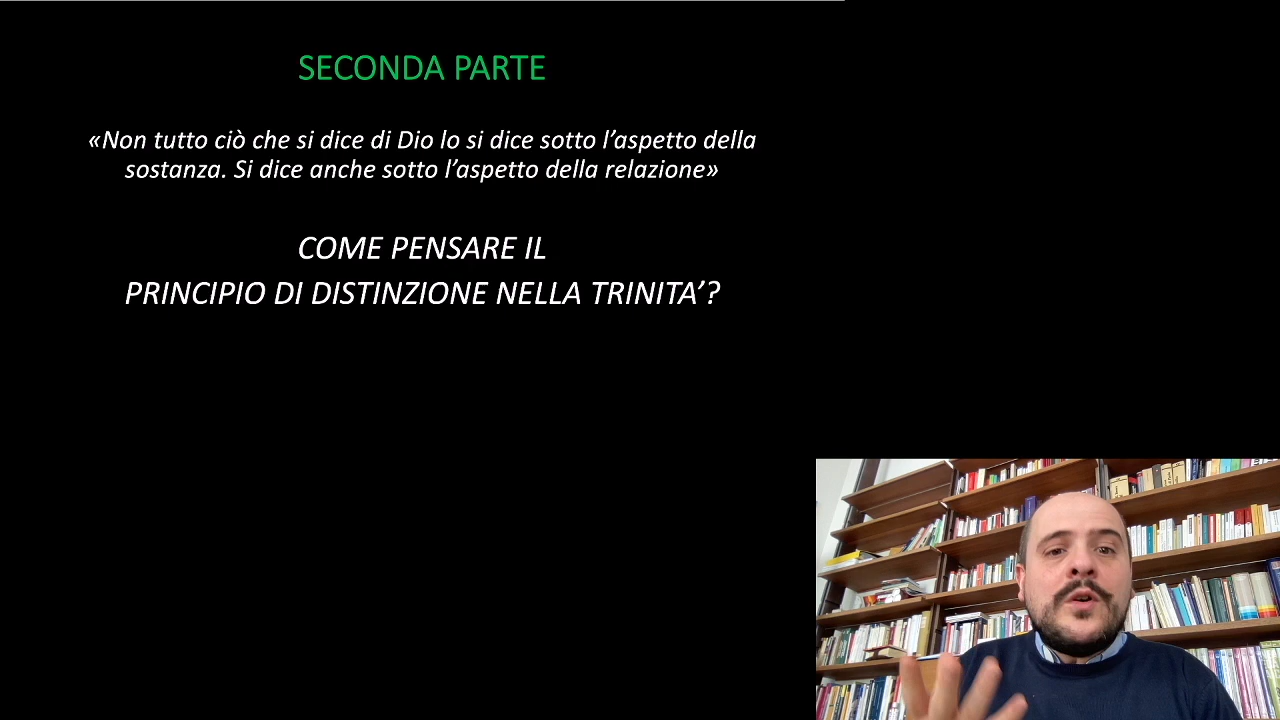 SECONDA PARTE
«Non tutto ciò che si dice di Dio lo si dice sotto l’aspetto della
sostanza. Si dice anche sotto l’aspetto della relazione»
COME PENSARE IL
PRINCIPIO DI DISTINZIONE NELLA TRINITA’?